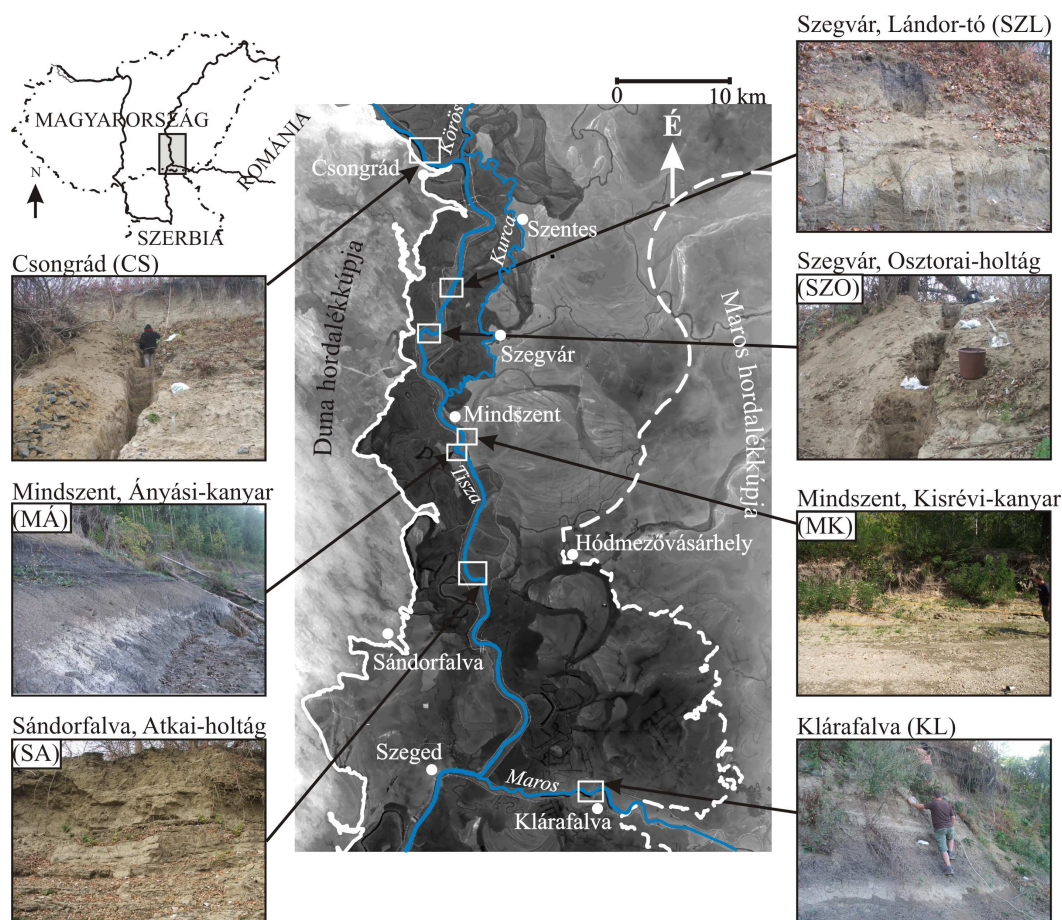 MAGYARORSZÁG
ROMÁNIA
N
SZERBIA
0 10 km
É
Szegvár, Lándor-tó (SZL)
Csongrád (CS)
Szegvár, Osztorai-holtág
(SZO)
Mindszent, Ányási-kanyar
(MÁ)
Mindszent, Kisrévi-kanyar
(MK)
Sándorfalva, Atkai-holtág
(SA)
Klárafalva (KL)
Körös
Csongrád
Szentes
Kurca
Duna hordalékkúpja
Maros hordalékkúpja
Szegvár
Mindszent
Tisza
Hódmezővásárhely
Sándorfalva
Szeged
Maros
Klárafalva